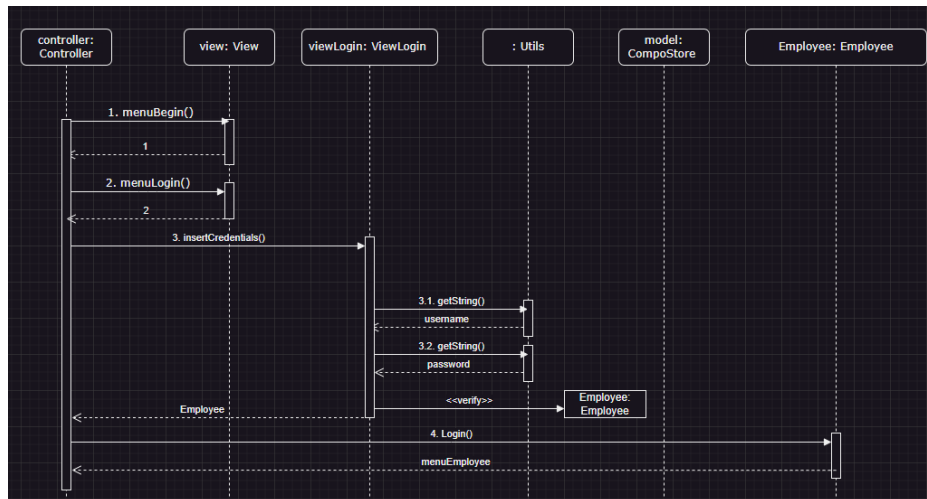 controller:
Controller
view: View
viewLogin: ViewLogin
: Utils
model:
CompoStore
Employee: Employee
1. menuBegin()
1
2. menuLogin()
2
3. insertCredentials()
3.1. getString()
username
3.2. getString()
password
<<verify>>
Employee:
Employee
Employee
4. Login()
menuEmployee